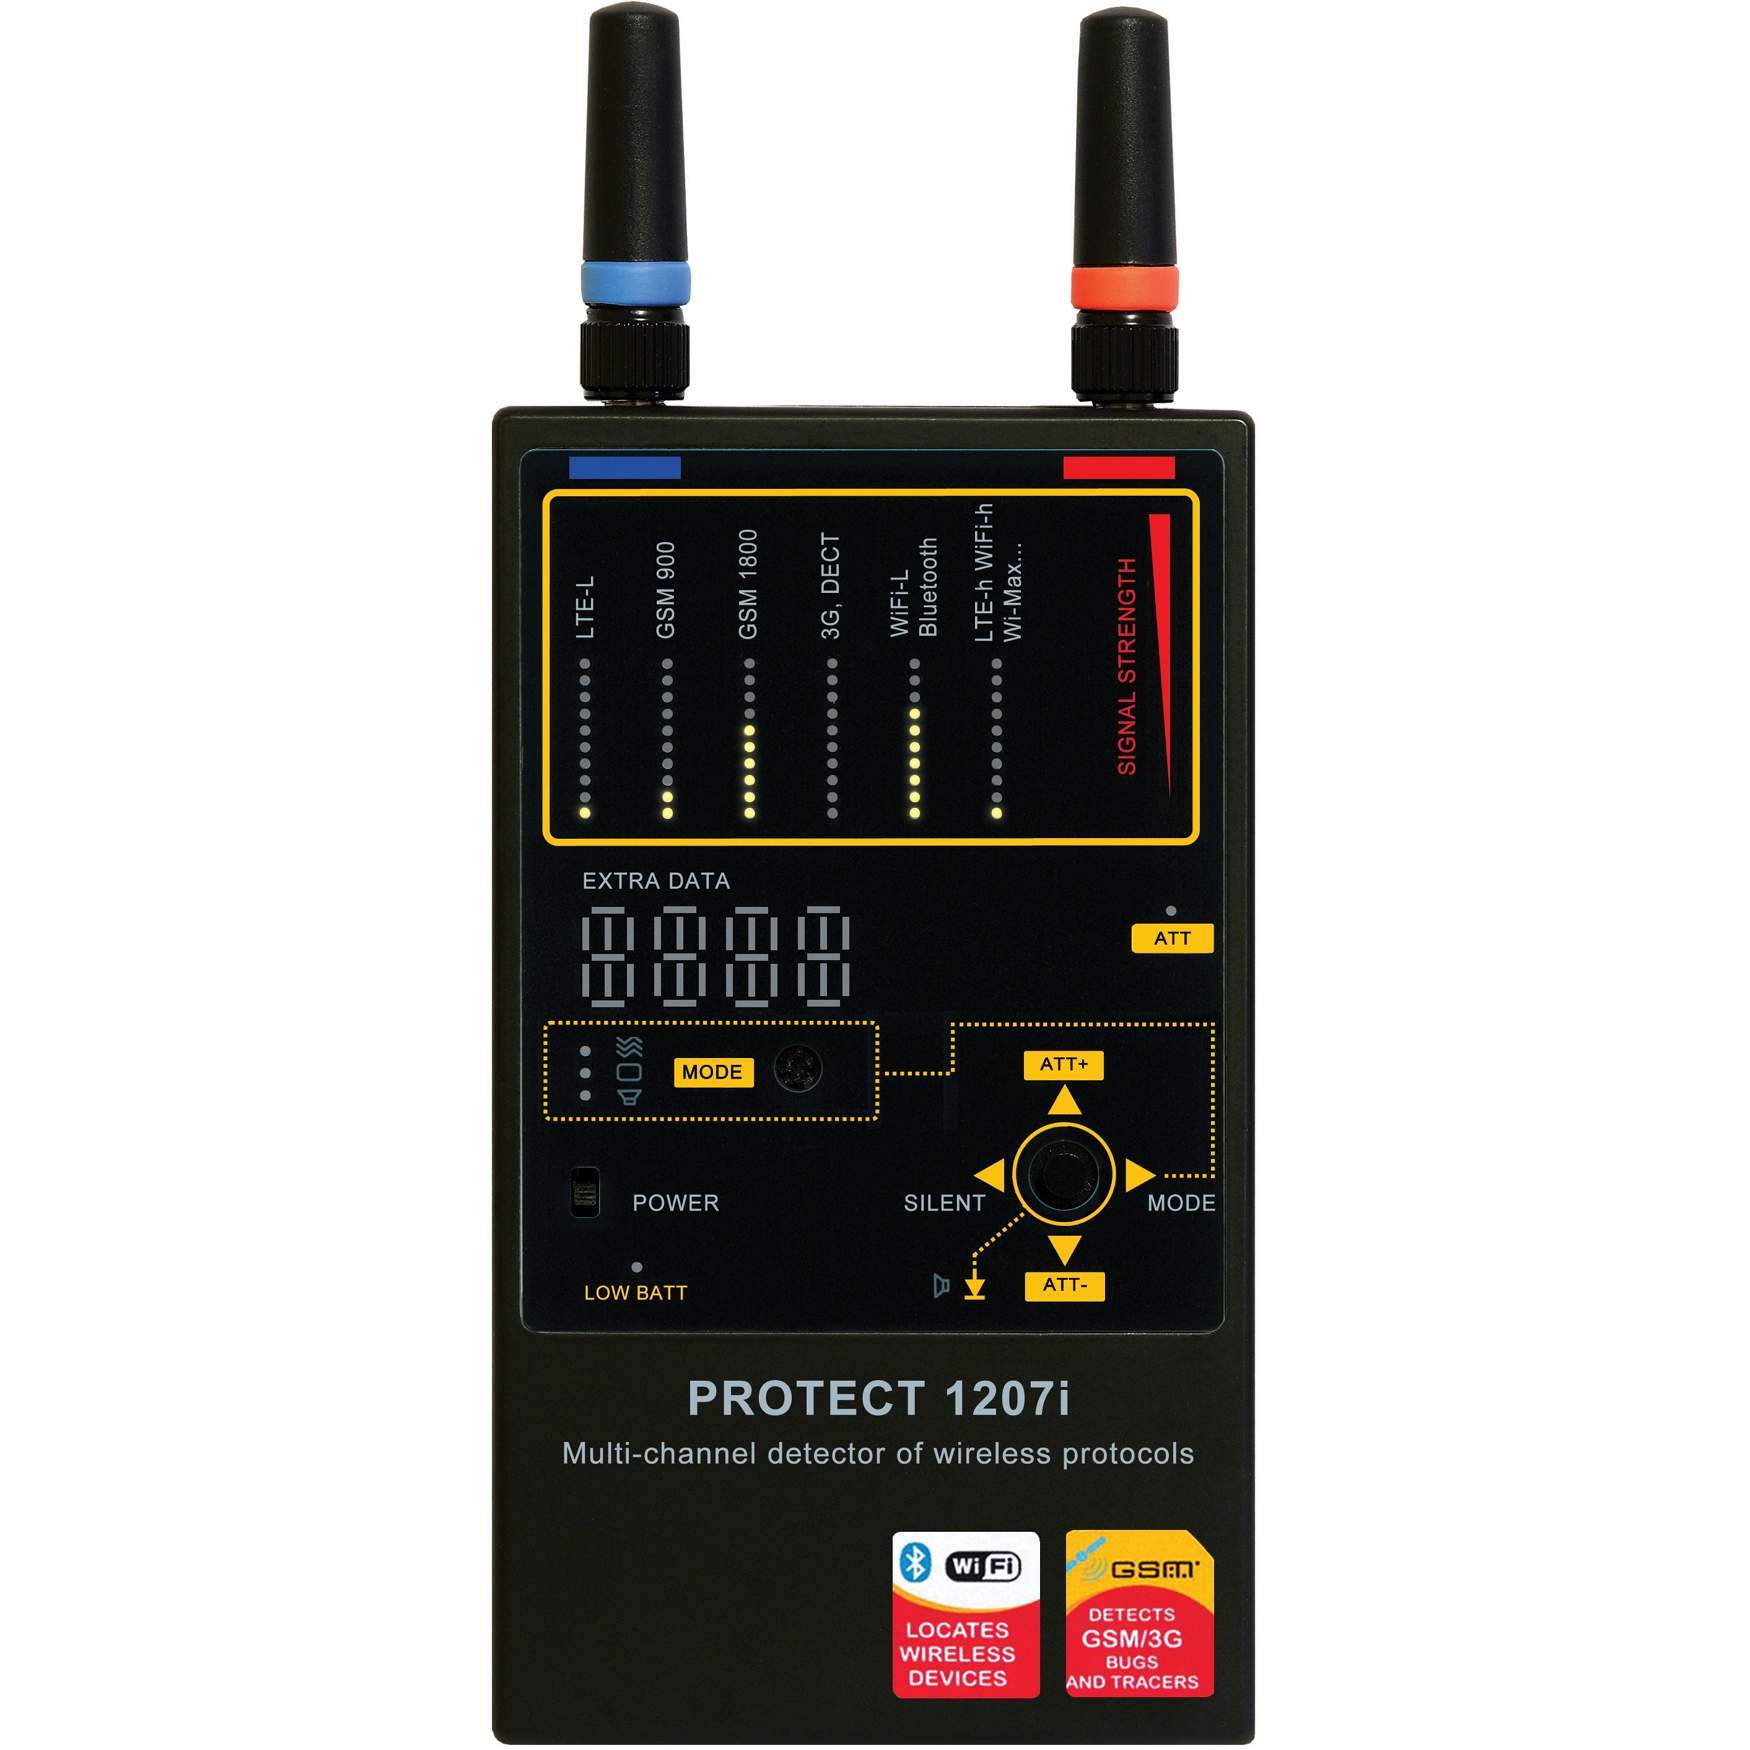 LTE-L
GSM 900
GSM 1800
3G, DECT
WiFi-L
Bluetooth
LTE-h WiFi-h
Wi-Max...
SIGNAL STRENGTH
EXTRA DATA
ATT
MODE
ATT+
POWER
SILENT
MODE
LOW BATT
ATT-
PROTECT 1207i
Multi-channel detector of wireless protocols
WiFi
LOCATES
WIRELESS
DEVICES
GSM
DETECTS
GSM/3G
BUGS
AND TRACERS